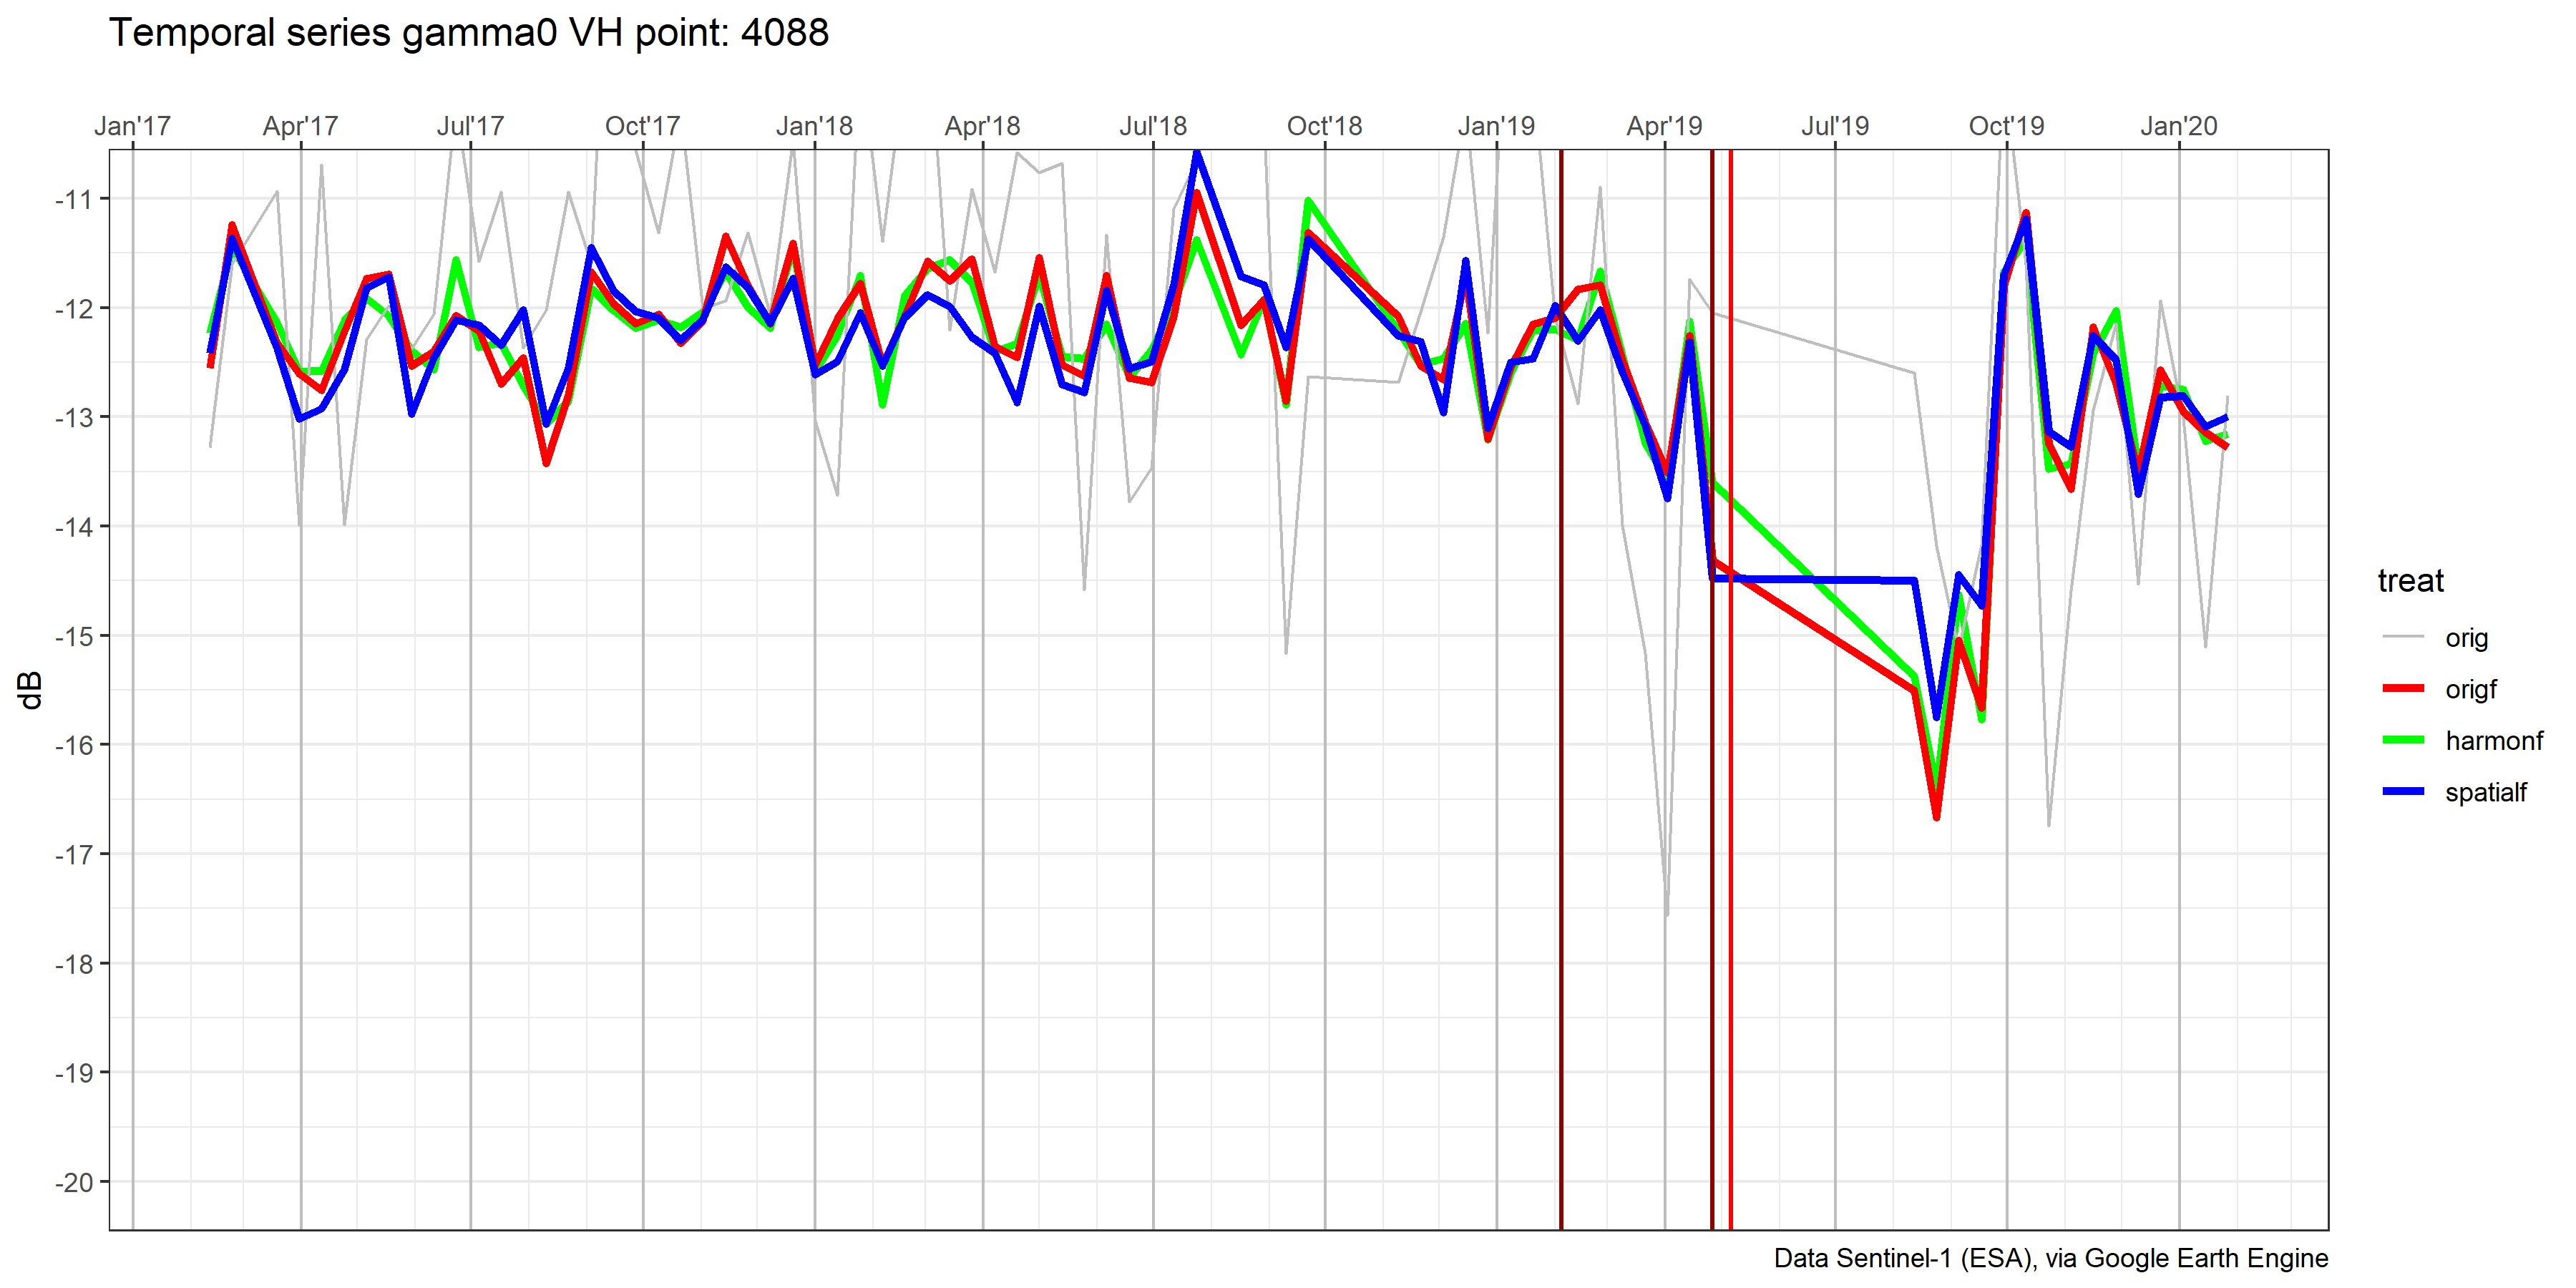 Temporal series gamma0 VH point: 4088
Jan'17 Apr'17 Jul'17 Oct'17 Jan'18 Apr'18 Jul'18 Oct'18 Jan'19 Apr'19 Jul'19 Oct'19 Jan'20
-11
-12
-13
-14
-15
-16
-17
-18
-19
-20
dB
treat
orig
origf
harmonf
spatialf
Data Sentinel-1 (ESA), via Google Earth Engine